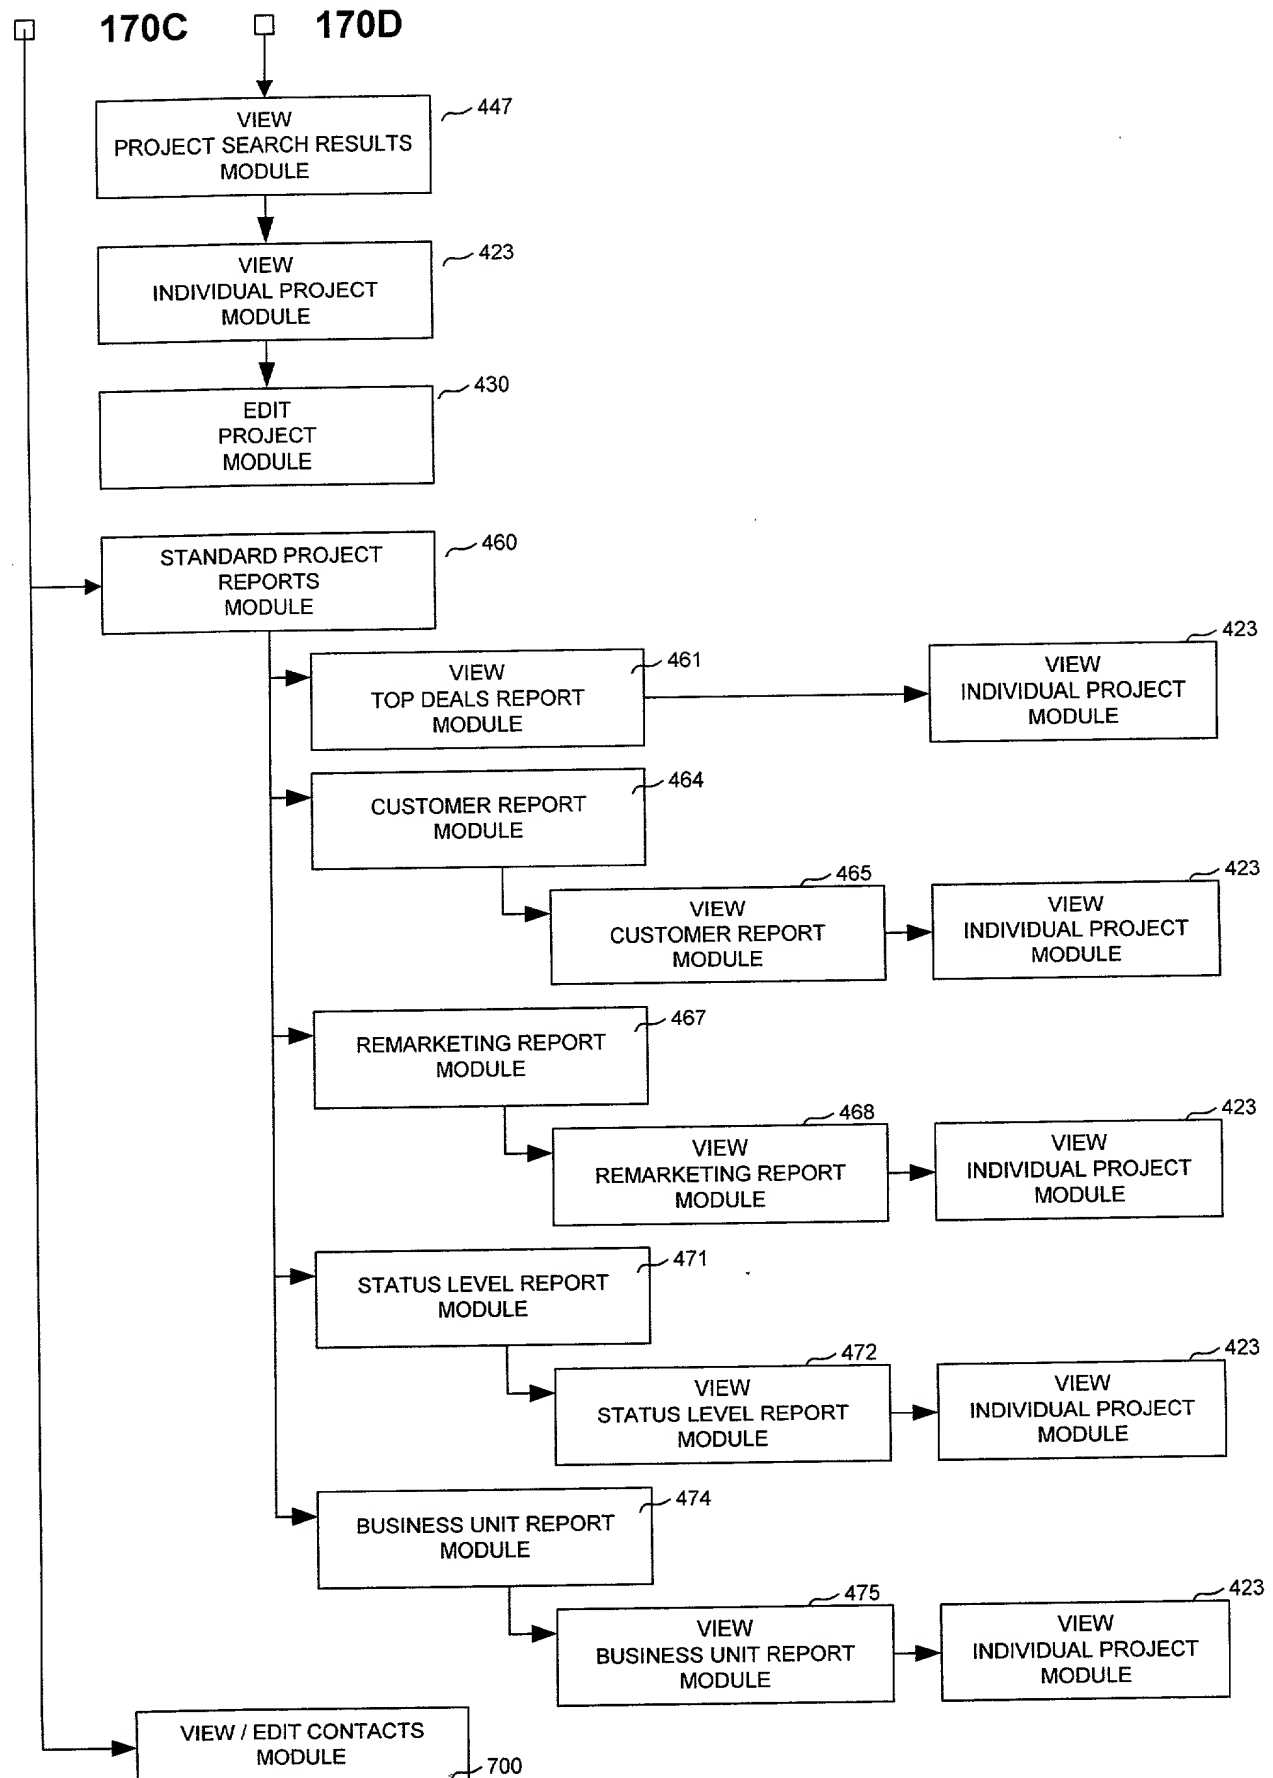 170C 170D
447
VIEW
PROJECT SEARCH RESULTS
MODULE
423
VIEW
INDIVIDUAL PROJECT
MODULE
430
EDIT
PROJECT
MODULE
460
STANDARD PROJECT
REPORTS
MODULE
461
VIEW
TOP DEALS REPORT
MODULE
423
VIEW
INDIVIDUAL PROJECT
MODULE
464
CUSTOMER REPORT
MODULE
465
VIEW
CUSTOMER REPORT
MODULE
423
VIEW
INDIVIDUAL PROJECT
MODULE
467
REMARKETING REPORT
MODULE
468
VIEW
REMARKETING REPORT
MODULE
423
VIEW
INDIVIDUAL PROJECT
MODULE
471
STATUS LEVEL REPORT
MODULE
472
VIEW
STATUS LEVEL REPORT
MODULE
423
VIEW
INDIVIDUAL PROJECT
MODULE
474
BUSINESS UNIT REPORT
MODULE
475
VIEW
BUSINESS UNIT REPORT
MODULE
423
VIEW
INDIVIDUAL PROJECT
MODULE
VIEW / EDIT CONTACTS
MODULE
700